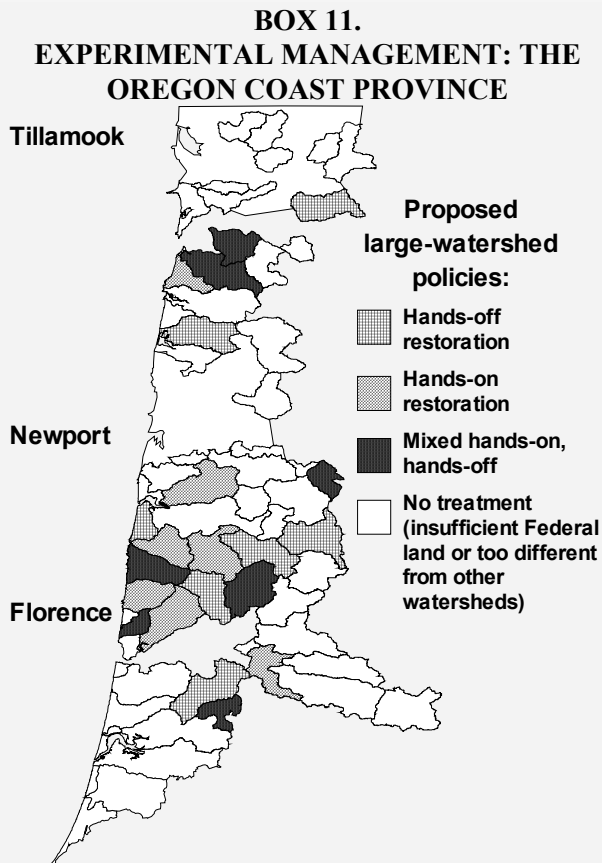 BOX 11.
EXPERIMENTAL MANAGEMENT: THE
OREGON COAST PROVINCE
Tillamook
Proposed
large-watershed
policies:
Hands-off
restoration
Hands-on
restoration
Newport
Mixed hands-on,
hands-off
No treatment
(insufficient Federal
land or too different
from other
watersheds)
Florence